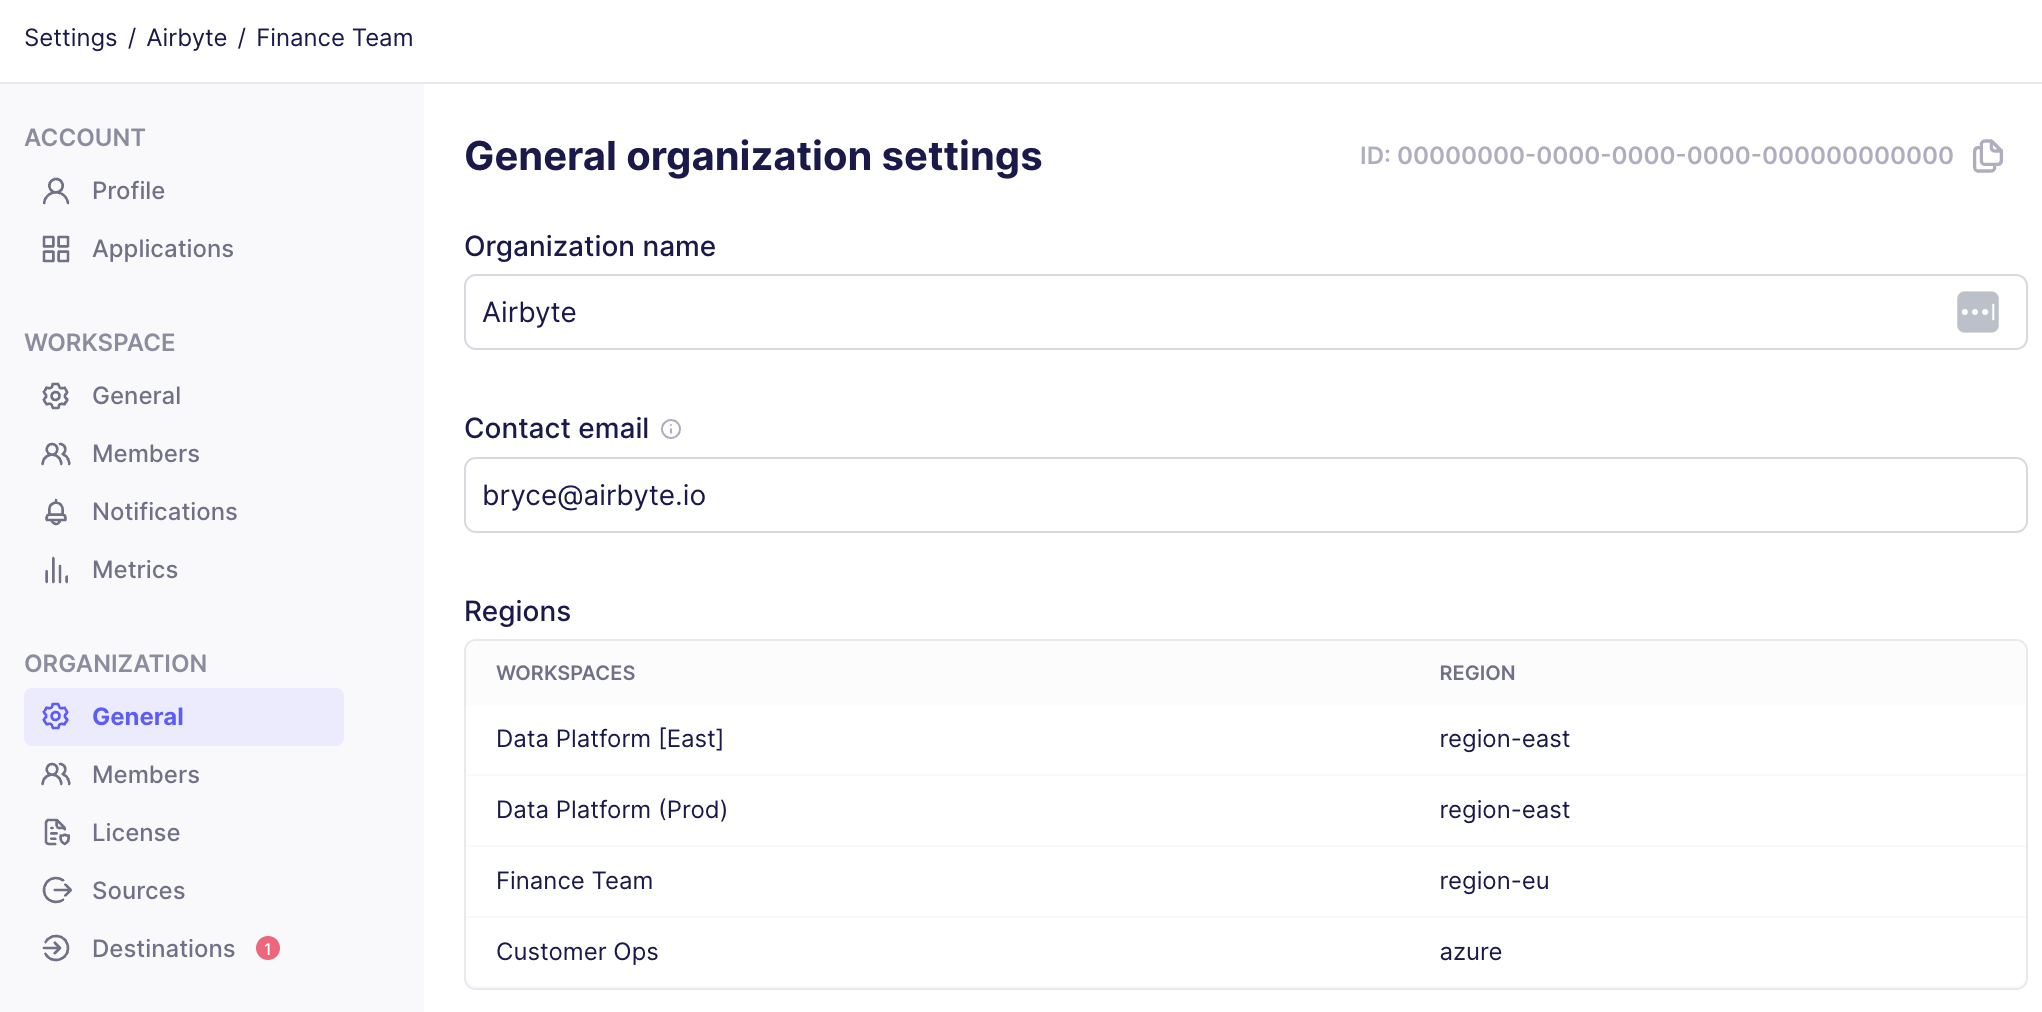 Settings / Airbyte / Finance Team
ACCOUNT
Profile
Applications
WORKSPACE
General
Members
Notifications
Metrics
ORGANIZATION
General
Members
License
Sources
Destinations 1
General organization settings
ID: 00000000-0000-0000-0000-000000000000
Organization name
Airbyte
Contact email
bryce@airbyte.io
Regions
WORKSPACES REGION
Data Platform [East] region-east
Data Platform (Prod) region-east
Finance Team region-eu
Customer Ops azure